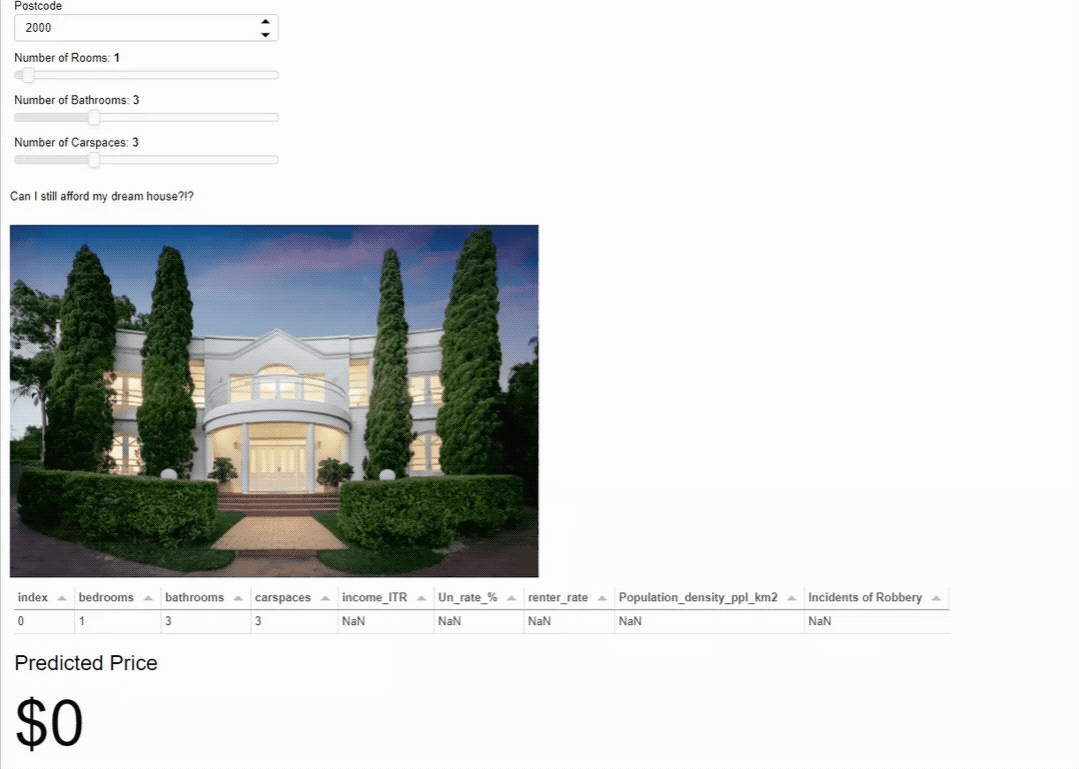 Postcode
2000
Number of Rooms: 1
Number of Bathrooms: 3
Number of Carspaces: 3
Can I still afford my dream house?!?
index bedrooms bathrooms carspaces income_ITR Un_rate_% renter_rate Population_density_ppl_km2 Incidents of Robbery
0 1 3 3 NaN NaN NaN NaN NaN
Predicted Price
$0